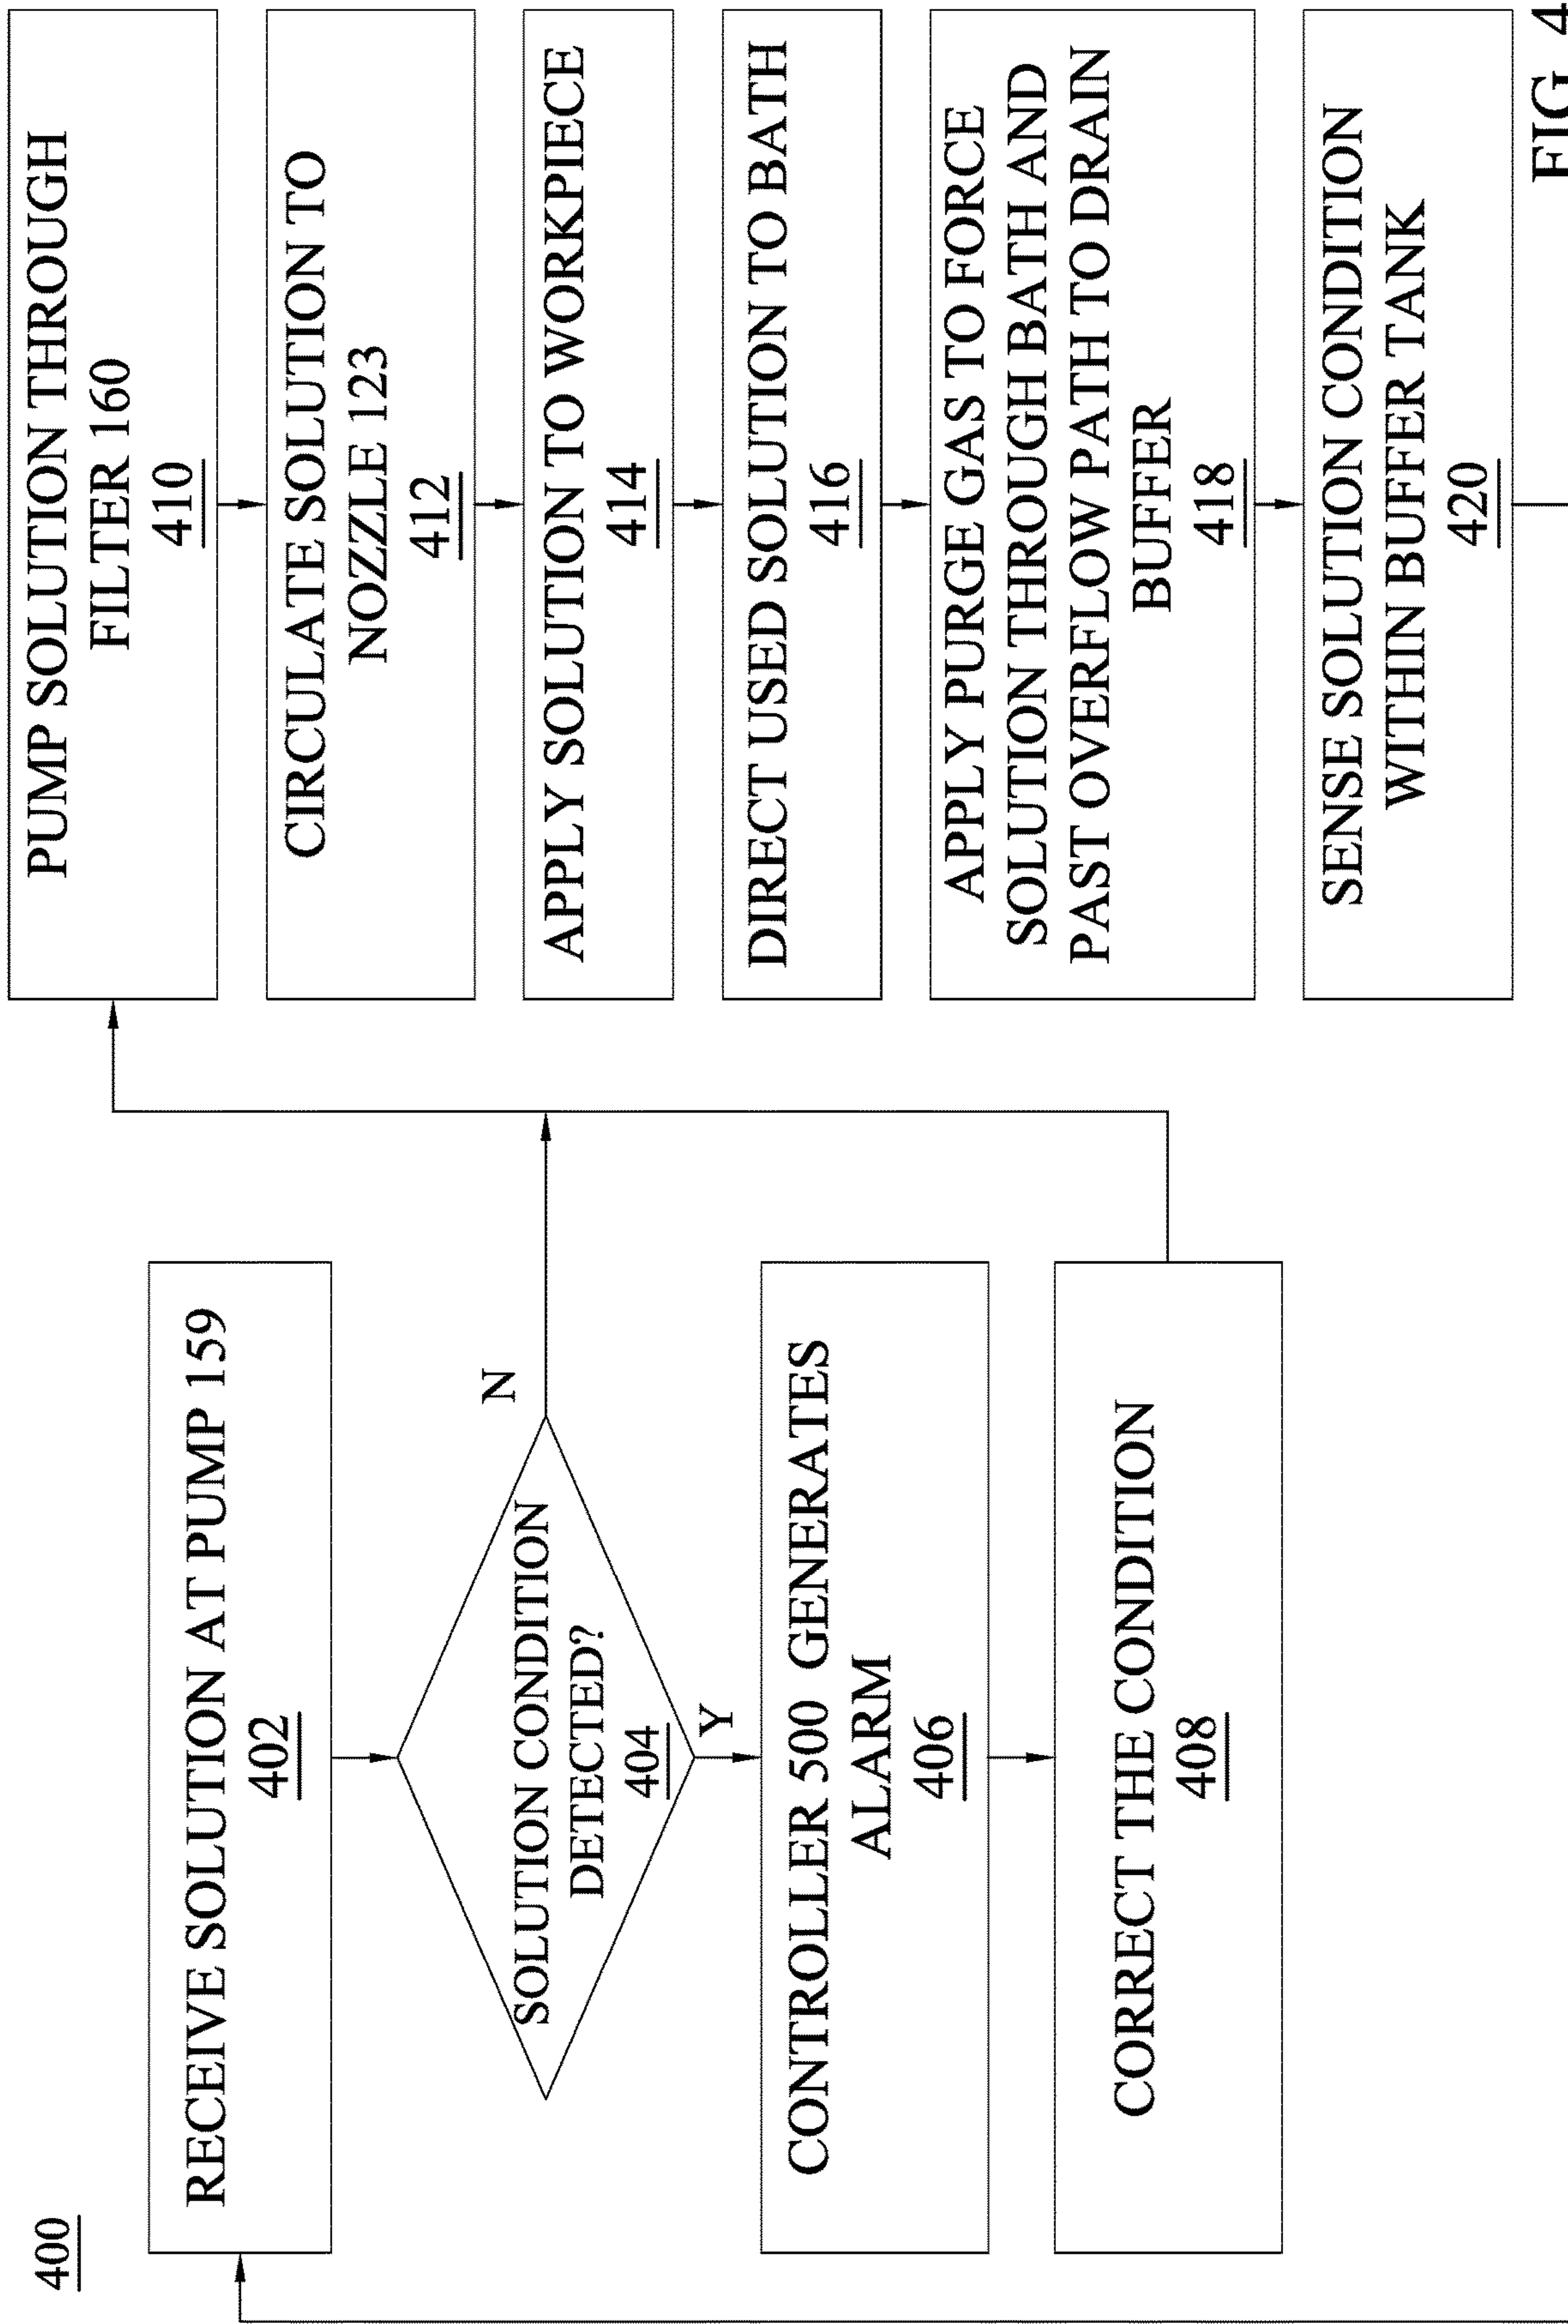 400
RECEIVE SOLUTION AT PUMP 159
402
SOLUTION CONDITION
DETECTED?
404
N
Y
CONTROLLER 500 GENERATES
ALARM
406
CORRECT THE CONDITION
408
PUMP SOLUTION THROUGH
FILTER 160
410
CIRCULATE SOLUTION TO
NOZZLE 123
412
APPLY SOLUTION TO WORKPIECE
414
DIRECT USED SOLUTION TO BATH
416
APPLY PURGE GAS TO FORCE
SOLUTION THROUGH BATH AND
PAST OVERFLOW PATH TO DRAIN
BUFFER
418
SENSE SOLUTION CONDITION
WITHIN BUFFER TANK
420
FIG. 4